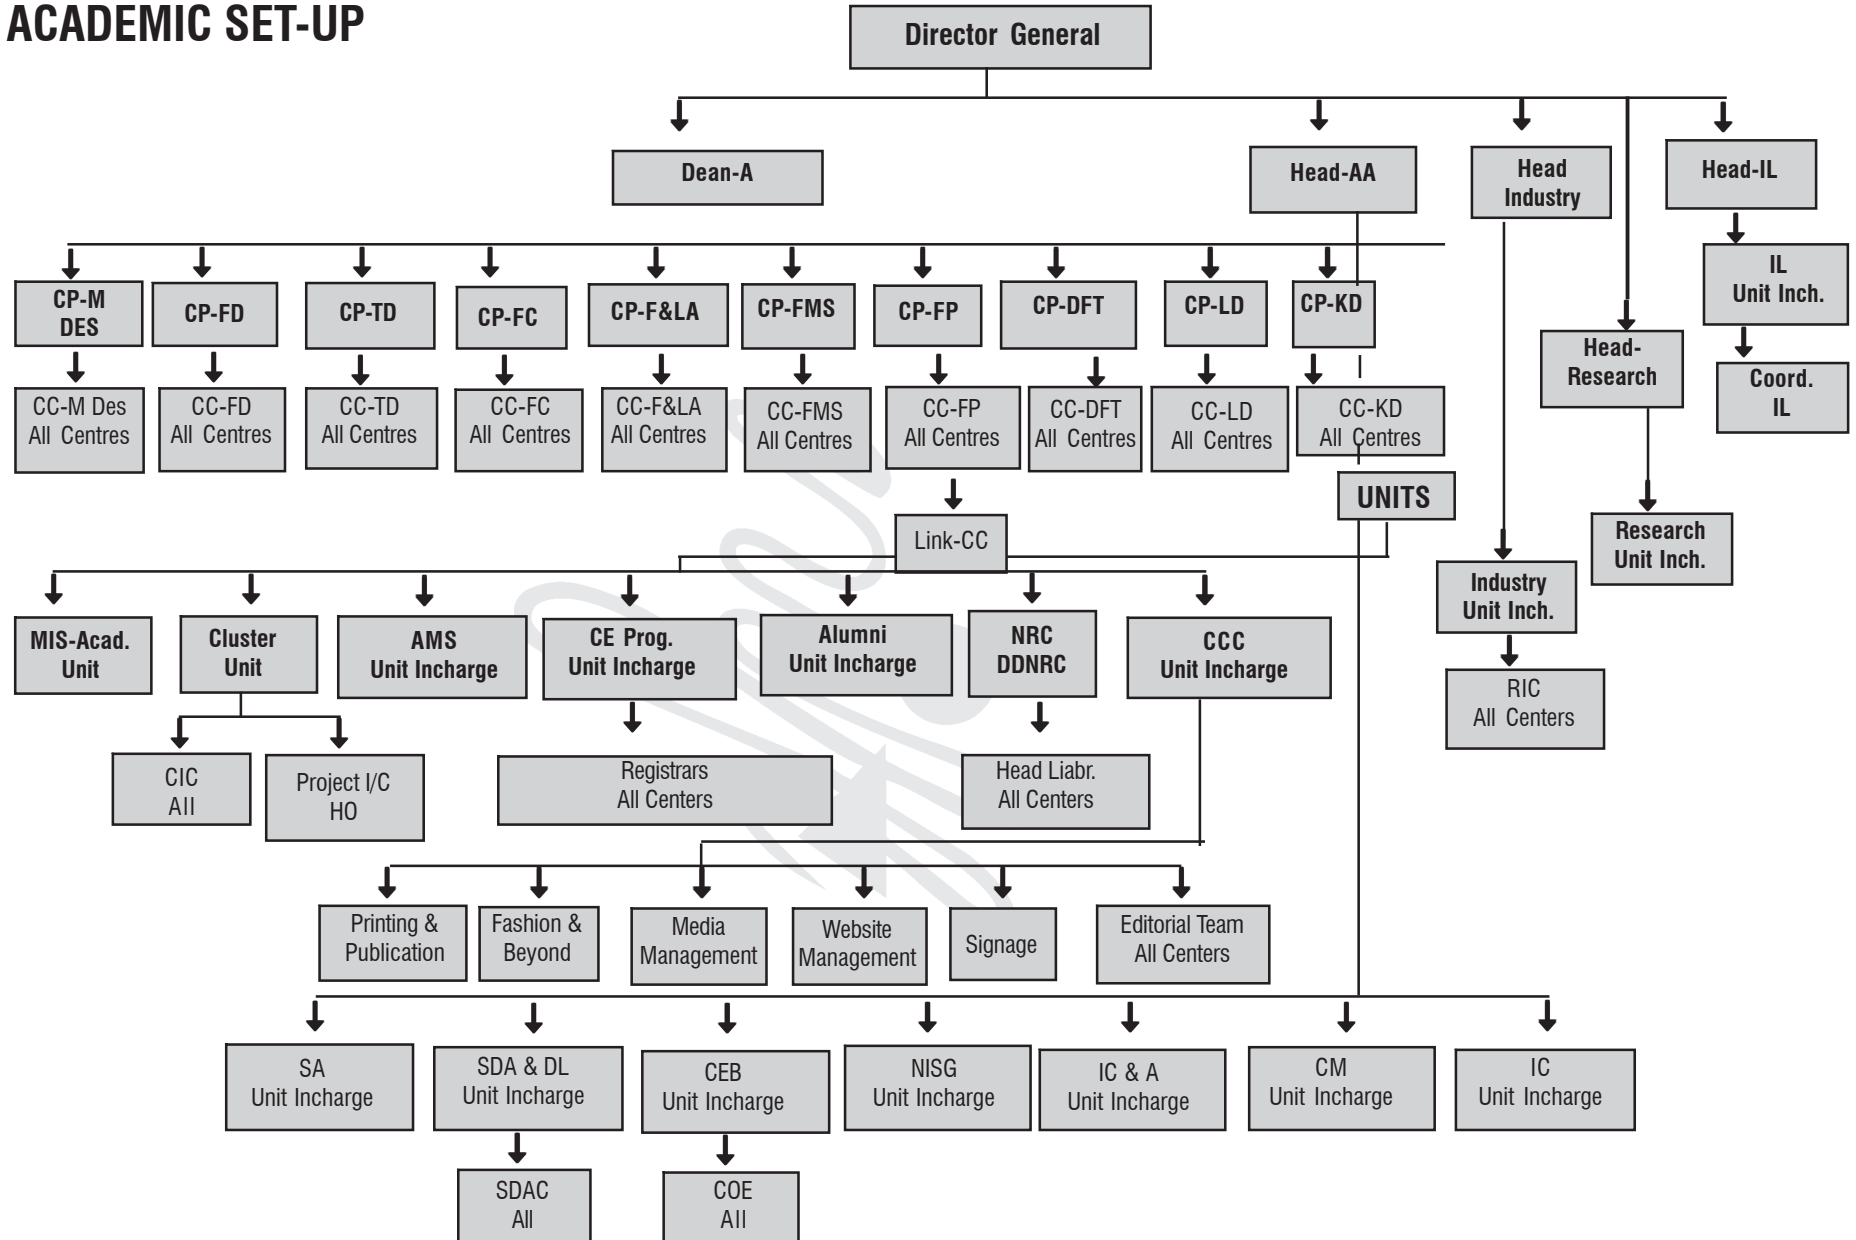 ACADEMIC SET-UP
Director General
Dean-A
Head-AA
Head
Industry
Head-IL
IL
Unit Inch.
Coord.
IL
Head-
Research
Research
Unit Inch.
CP-M
DES
CP-FD
CP-TD
CP-FC
CP-F&LA
CP-FMS
CP-FP
CP-DFT
CP-LD
CP-KD
CC-M Des
All Centres
CC-FD
All Centres
CC-TD
All Centres
CC-FC
All Centres
CC-F&LA
All Centres
CC-FMS
All Centres
CC-FP
All Centres
CC-DFT
All Centres
CC-LD
All Centres
CC-KD
All Centres
UNITS
Link-CC
Industry
Unit Inch.
RIC
All Centers
MIS-Acad.
Unit
Cluster
Unit
AMS
Unit Incharge
CE Prog.
Unit Incharge
Alumni
Unit Incharge
NRC
DDNRC
CCC
Unit Incharge
CIC
All
Project I/C
HO
Registrars
All Centers
Head Liabr.
All Centers
Printing &
Publication
Fashion &
Beyond
Media
Management
Website
Management
Signage
Editorial Team
All Centers
SA
Unit Incharge
SDA & DL
Unit Incharge
CEB
Unit Incharge
NISG
Unit Incharge
IC & A
Unit Incharge
CM
Unit Incharge
IC
Unit Incharge
SDAC
All
COE
All